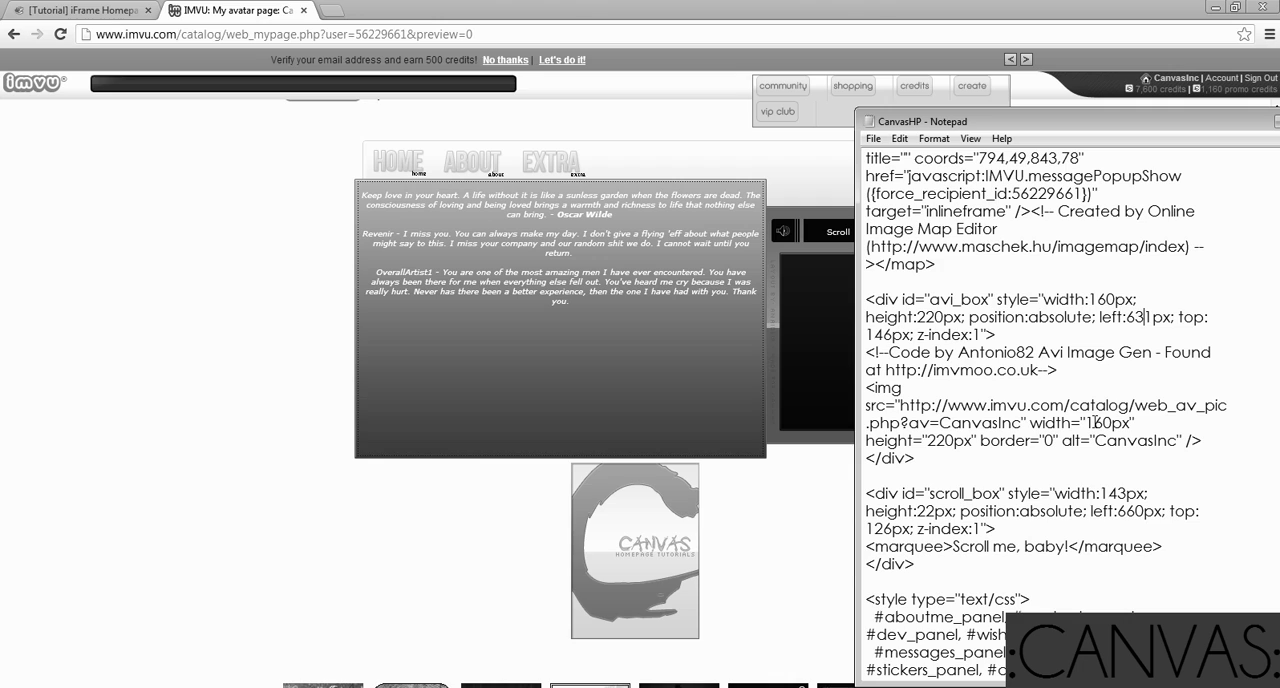 [Tutorial] iFrame Homepa
IMVU: My avatar page: Ca
www.imvu.com/catalog/web_mypage.php?user=56229661&preview=0
Verify your email address and earn 500 credits! No thanks | Let's do it!
< >
imvu
community shopping credits create
vip club
CanvasInc | Account | Sign Out
7,600 credits | 1,160 promo credits
HOME ABOUT EXTRA
home about extra
Keep love in your heart. A life without it is like a sunless garden when the flowers are dead. The
consciousness of loving and being loved brings a warmth and richness to life that nothing else
can bring. - Oscar Wilde
Revenir - I miss you. You can always make my day. I don't give a flying 'eff about what people
might say to this. I miss your company and our random shit we do. I cannot wait until you
return.
OverallArtist1 - You are one of the most amazing men I have ever encountered. You have
always been there for me when everything else fell out. You've heard me cry because I was
really hurt. Never has there been a better experience, then the one I have had with you. Thank
you.
Scroll
CANVAS
HOMEPAGE TUTORIALS
CanvasHP - Notepad
File Edit Format View Help
title="" coords="794,49,843,78"
href="javascript:IMVU.messagePopupShow
({force_recipient_id:56229661})"
target="inlineframe" /><!-- Created by Online
Image Map Editor
(http://www.maschek.hu/imagemap/index) --
></map>
<div id="avi_box" style="width:160px;
height:220px; position:absolute; left:631px; top:
146px; z-index:1">
<!--Code by Antonio82 Avi Image Gen - Found
at http://imvmoo.co.uk-->
<img
src="http://www.imvu.com/catalog/web_av_pic
.php?av=CanvasInc" width="160px"
height="220px" border="0" alt="CanvasInc" />
</div>
<div id="scroll_box" style="width:143px;
height:22px; position:absolute; left:660px; top:
126px; z-index:1">
<marquee>Scroll me, baby!</marquee>
</div>
<style type="text/css">
#aboutme_panel,
#dev_panel, #wish
#messages_panel
#stickers_panel, #c
:CANVAS: